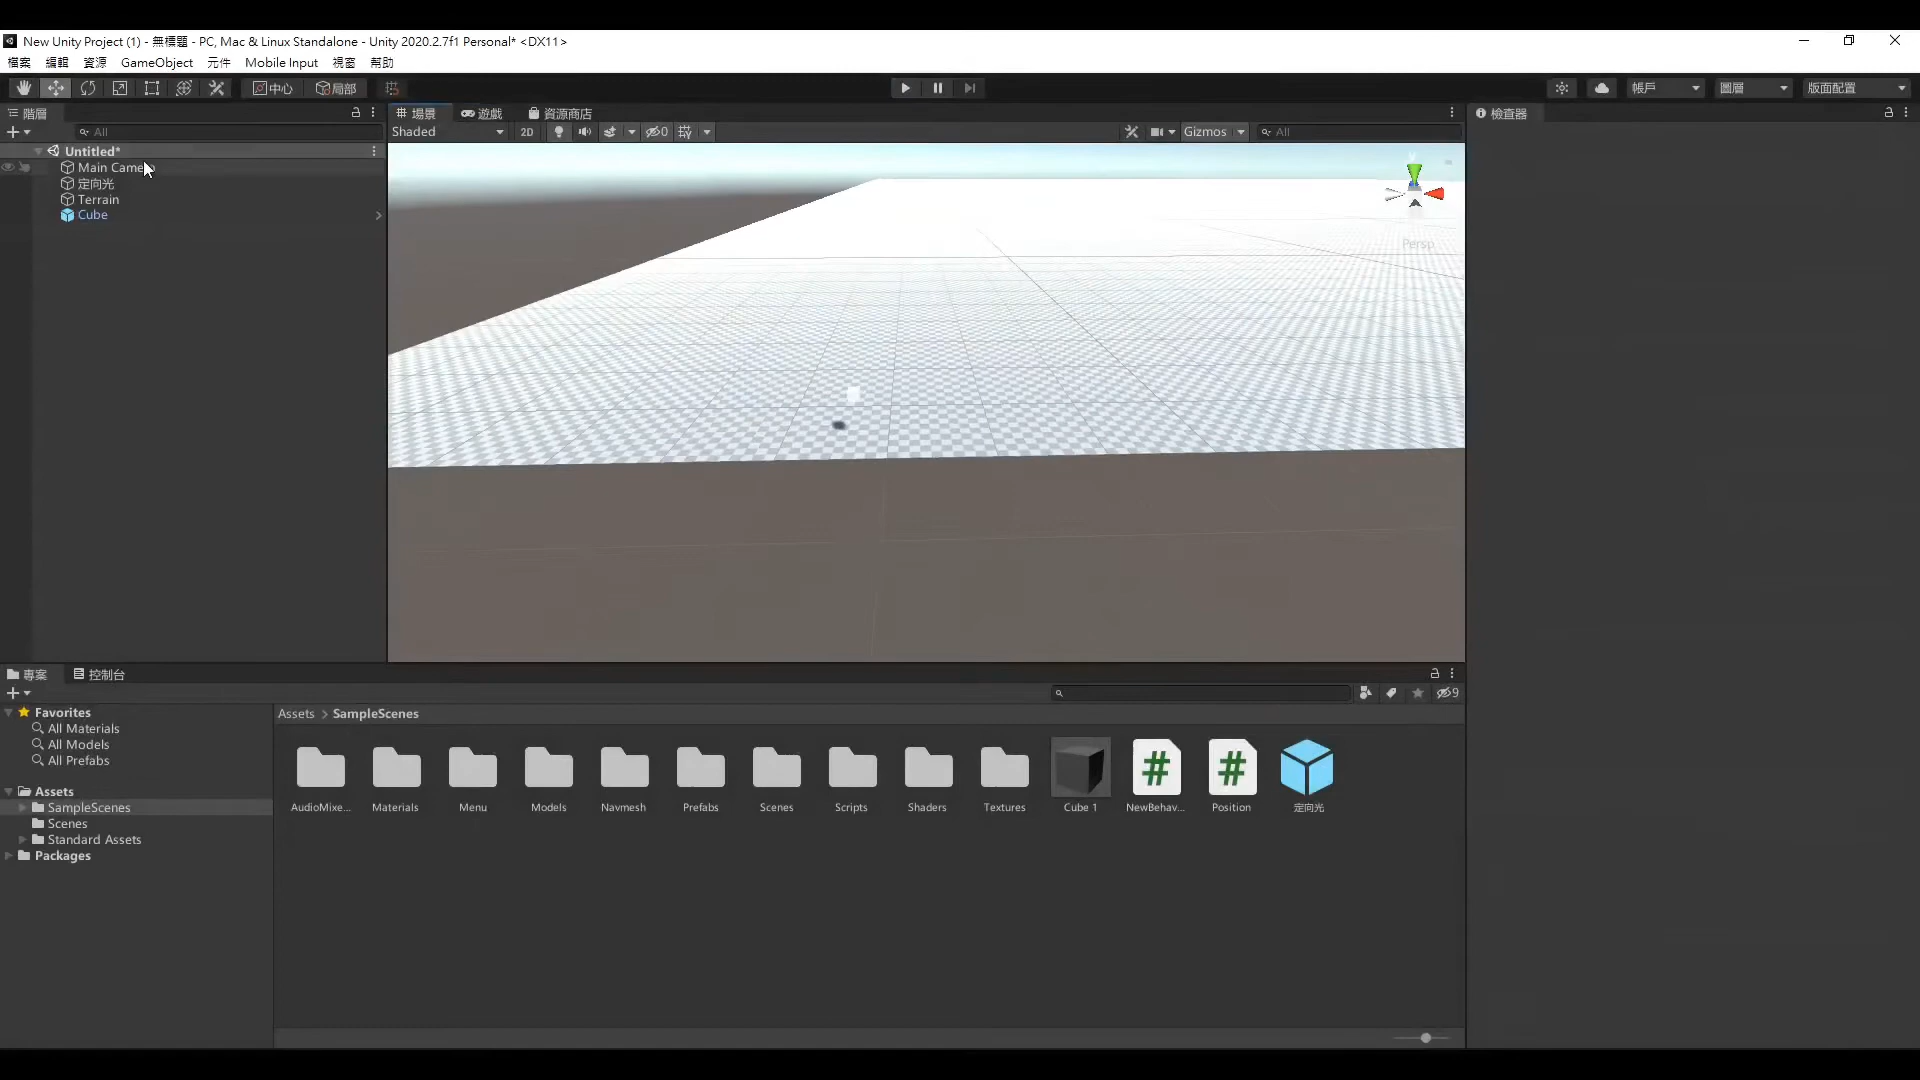 New Unity Project (1) - 無標題 - PC, Mac & Linux Standalone - Unity 2020.2.7f1 Personal* <DX11>
檔案 編輯 資源 GameObject 元件 Mobile Input 視窗 幫助
中心 局部 帳戶 圖層 版面配置
階層 場景 遊戲 資源商店 檢查器
All Shaded 2D 0 Gizmos All
Untitled*
Main Camera
定向光
Terrain
Cube
Persp
專案 控制台
9
Favorites
All Materials
All Models
All Prefabs
Assets
SampleScenes
Scenes
Standard Assets
Packages
Assets > SampleScenes
AudioMixe... Materials Menu Models Navmesh Prefabs Scenes Scripts Shaders Textures Cube 1 NewBehav... Position 定向光